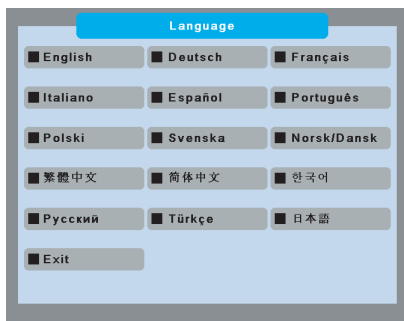 Language
English Deutsch Français
Italiano Español Português
Polski Svenska Norsk/Dansk
繁體中文 简体中文 한국어
Русский Türkçe 日本語
Exit